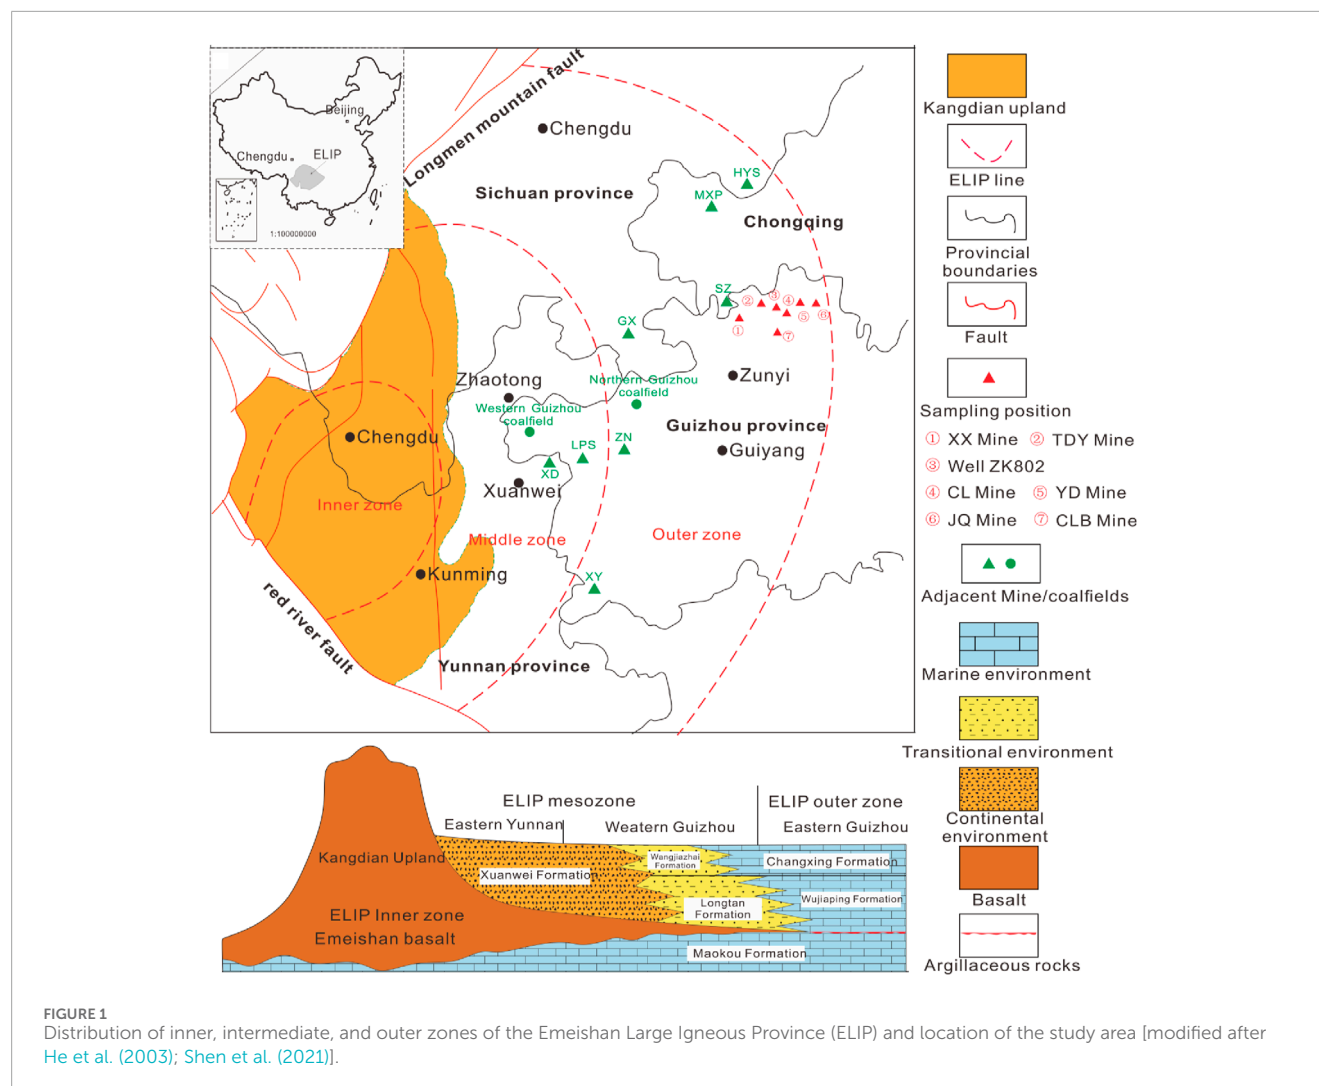 Beijing
Chengdu
ELIP
1:100000000
Longmen mountain fault
Chengdu
Sichuan province
HYS
MXP
Chongqing
SZ
② ③ ④
① ⑤ ⑥
⑦
GX
Zhaotong
Northern Guizhou
coalfield
Zunyi
Western Guizhou
coalfield
Guizhou province
Chengdu
LPS
ZN
Guiyang
XD
Xuanwei
Inner zone
Middle zone
Outer zone
Kunming
XY
red river fault
Yunnan province
Kangdian upland
ELIP line
Provincial
boundaries
Fault
Sampling position
① XX Mine ② TDY Mine
③ Well ZK802
④ CL Mine ⑤ YD Mine
⑥ JQ Mine ⑦ CLB Mine
Adjacent Mine/coalfields
Marine environment
Transitional environment
Continental
environment
Basalt
Argillaceous rocks
ELIP mesozone
ELIP outer zone
Eastern Yunnan
Weatern Guizhou
Eastern Guizhou
Kangdian Upland
Xuanwei Formation
Wangjiazhai
Formation
Changxing Formation
Longtan
Formation
Wujiaping Formation
ELIP Inner zone
Emeishan basalt
Maokou Formation
FIGURE 1
Distribution of inner, intermediate, and outer zones of the Emeishan Large Igneous Province (ELIP) and location of the study area [modified after
He et al. (2003); Shen et al. (2021)].